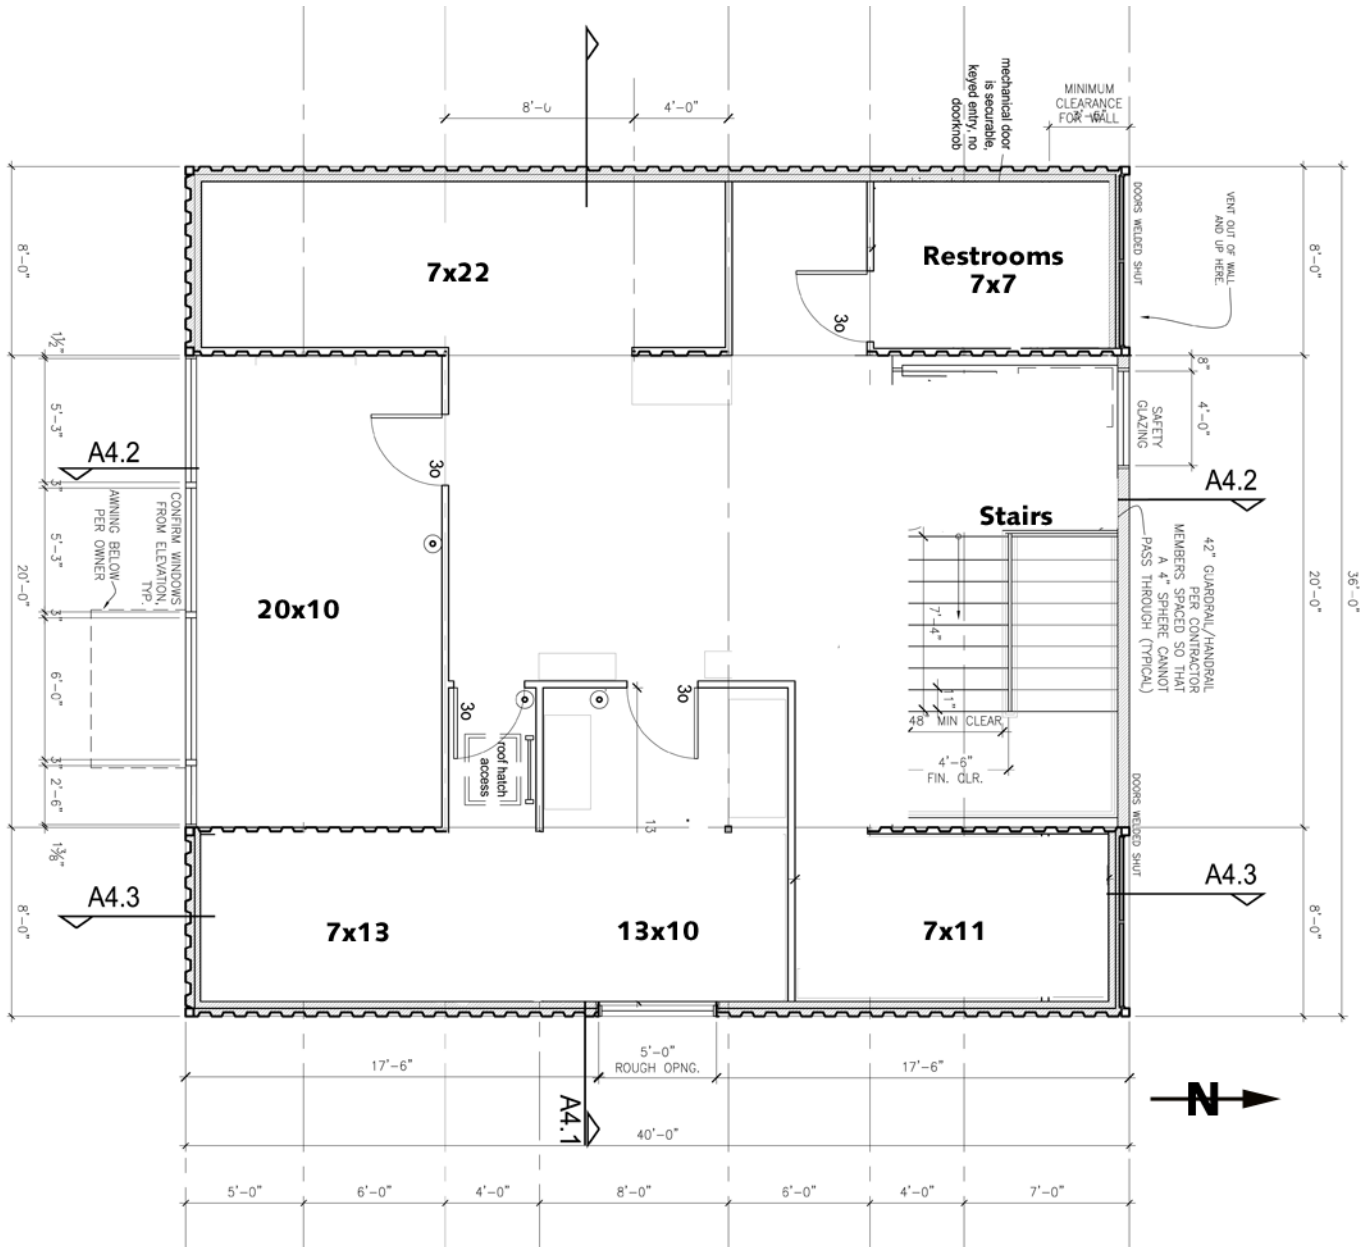 8'-0
4'-0"
mechanical door
is securable,
keyed entry, no
doorknob
MINIMUM
CLEARANCE
FOR WALL
DOORS WELDED SHUT
VENT OUT OF WALL
AND UP HERE.
8'-0"
8'-0"
7x22
Restrooms
7x7
3o
1½"
8"
5'-3"
4'-0"
SAFETY
GLAZING
A4.2
3o
A4.2
3"
CONFIRM WINDOWS
FROM ELEVATION,
TYP.
AWNING BELOW
PER OWNER
5'-3"
20'-0"
Stairs
42" GUARDRAIL/HANDRAIL
PER CONTRACTOR
MEMBERS SPACED SO THAT
A 4" SPHERE CANNOT
PASS THROUGH (TYPICAL)
20'-0"
36'-0"
20x10
3"
7'-4"
6'-0"
3o
3o
11"
48" MIN CLEAR
4'-6"
FIN. CLR.
roof hatch
access
3"
2'-6"
13
DOORS WELDED SHUT
A4.3
A4.3
8'-0"
8'-0"
7x13
13x10
7x11
17'-6"
5'-0"
ROUGH OPNG.
17'-6"
A4.1
N
40'-0"
5'-0"
6'-0"
4'-0"
8'-0"
6'-0"
4'-0"
7'-0"